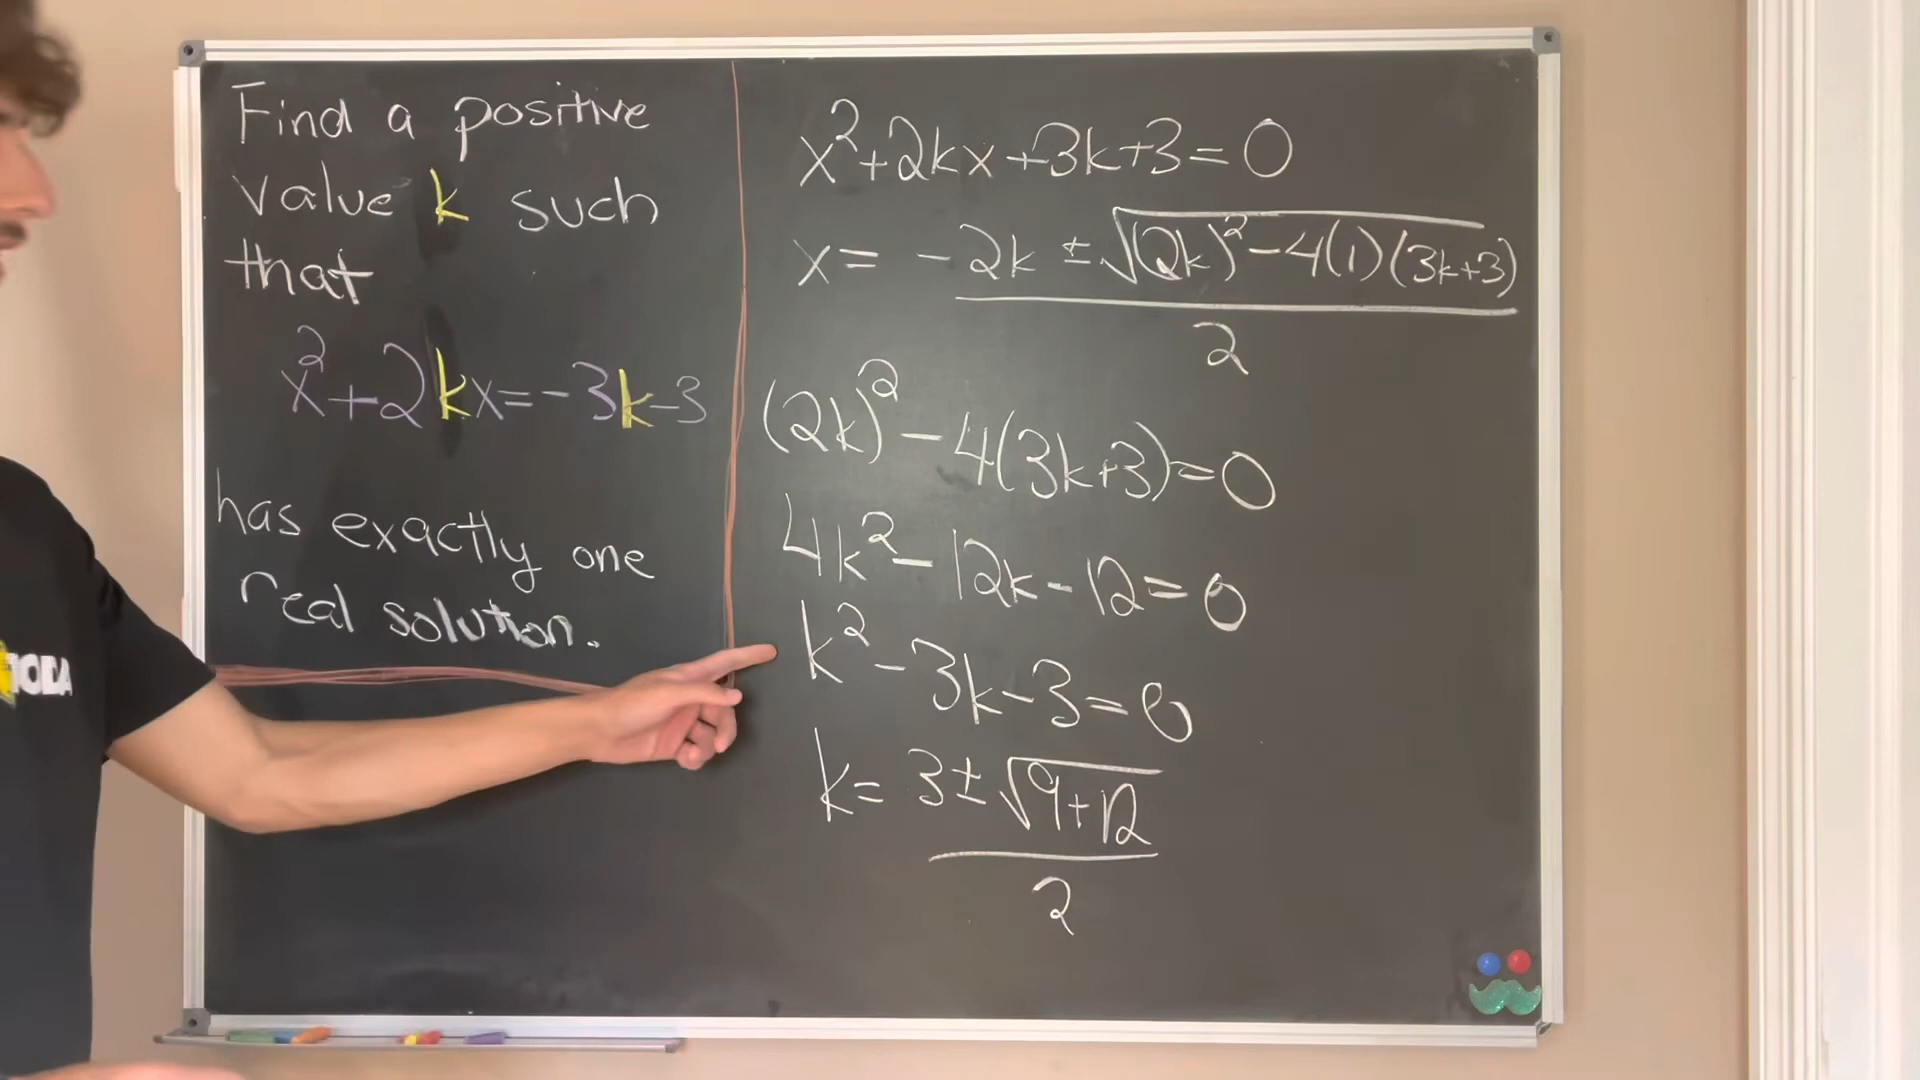 Find a positive
value k such
that
x²+2kx=-3k-3
has exactly one
real solution.
x²+2kx+3k+3=0
x= -2k ± √(2k)²-4(1)(3k+3)
2
(2k)²-4(3k+3)=0
4k²-12k-12=0
k²-3k-3=0
k= 3±√9+12
2